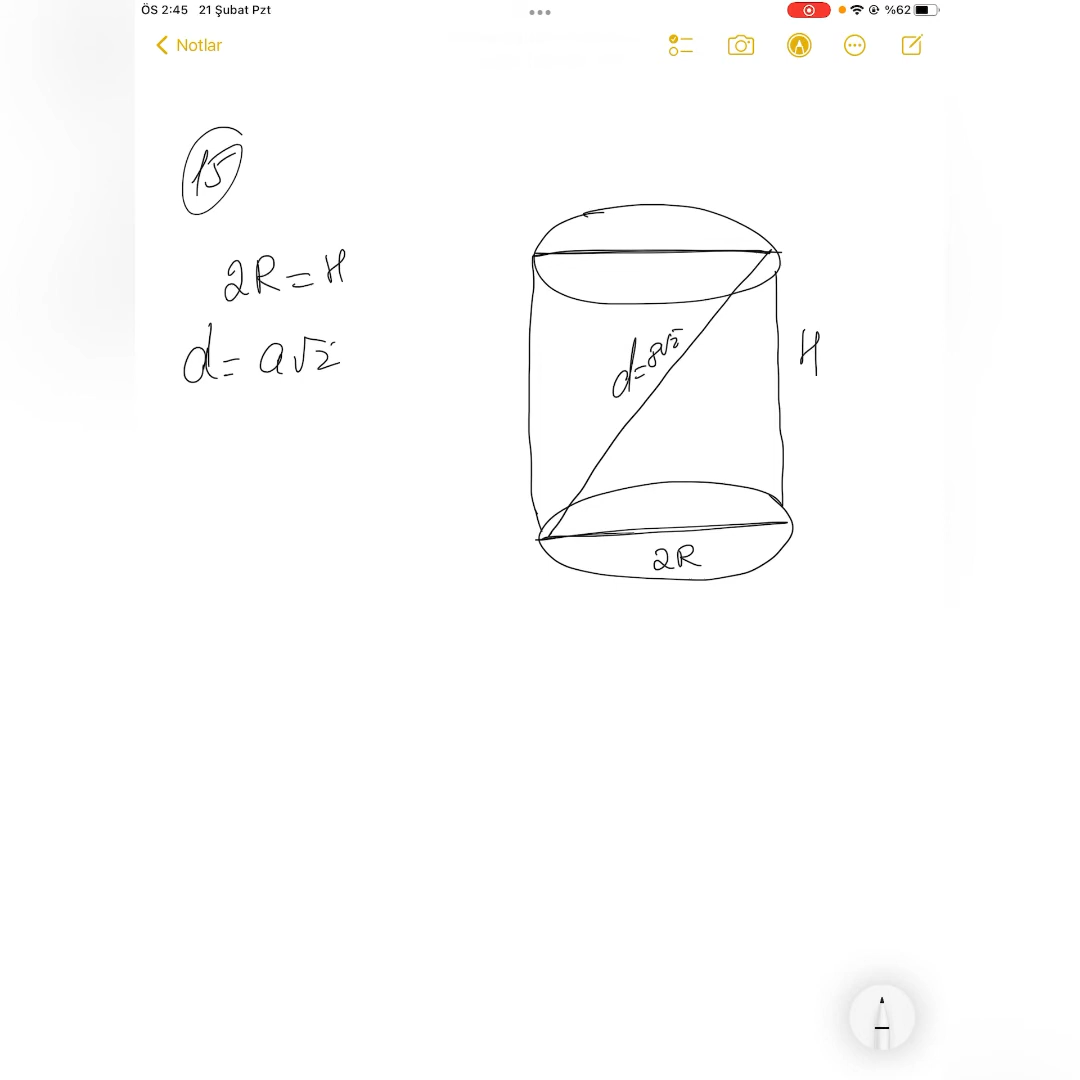 ÖS 2:45 21 Şubat Pzt
%62
Notlar
15
2R=H
d=a√2
d=8√2
H
2R